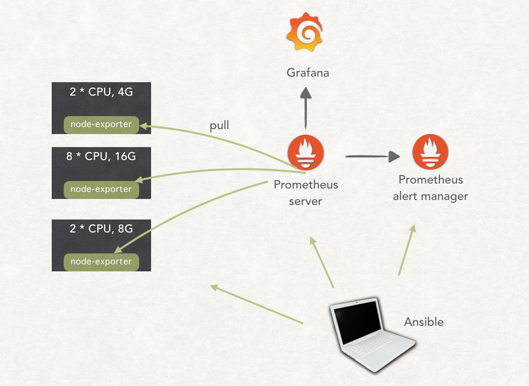 Grafana
2 * CPU, 4G
node-exporter
pull
8 * CPU, 16G
node-exporter
Prometheus
server
Prometheus
alert manager
2 * CPU, 8G
node-exporter
Ansible